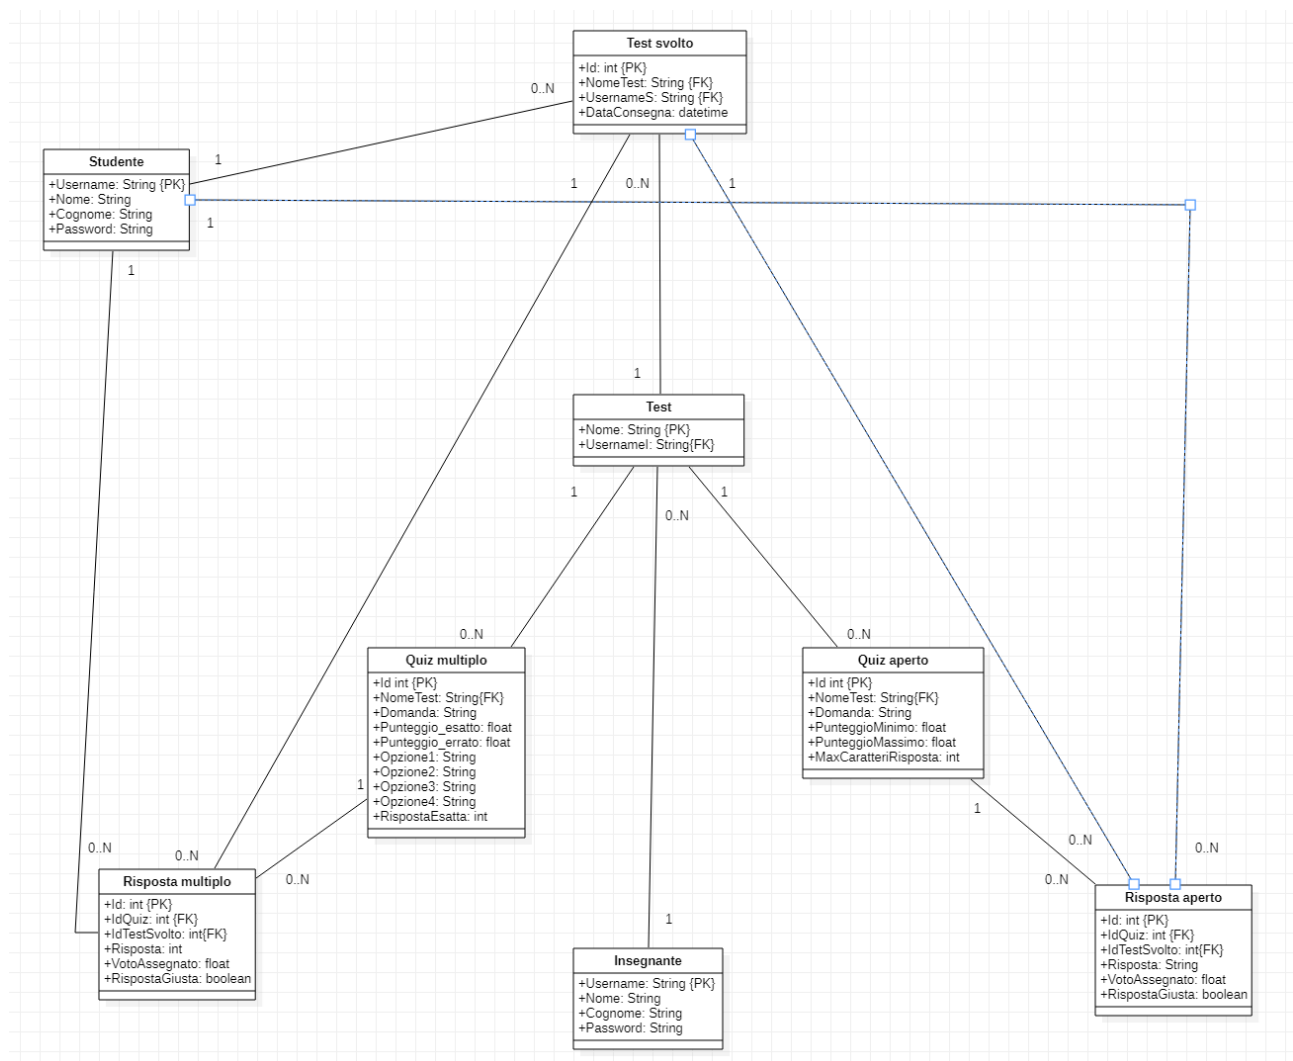 Test svolto
+Id: int {PK}
+NomeTest: String {FK}
+UsernameS: String {FK}
+DataConsegna: datetime
0..N
1
Studente
+Username: String {PK}
+Nome: String
+Cognome: String
+Password: String
1
0..N
1
1
1
1
Test
+Nome: String {PK}
+UsernameI: String{FK}
1
0..N
1
0..N
0..N
Quiz multiplo
+Id int {PK}
+NomeTest: String{FK}
+Domanda: String
+Punteggio_esatto: float
+Punteggio_errato: float
+Opzione1: String
+Opzione2: String
+Opzione3: String
+Opzione4: String
+RispostaEsatta: int
Quiz aperto
+Id int {PK}
+NomeTest: String{FK}
+Domanda: String
+PunteggioMinimo: float
+PunteggioMassimo: float
+MaxCaratteriRisposta: int
1
1
0..N
0..N
0..N
0..N
0..N
0..N
Risposta multiplo
+Id: int {PK}
+IdQuiz: int {FK}
+IdTestSvolto: int{FK}
+Risposta: int
+VotoAssegnato: float
+RispostaGiusta: boolean
1
Insegnante
+Username: String {PK}
+Nome: String
+Cognome: String
+Password: String
Risposta aperto
+Id: int {PK}
+IdQuiz: int {FK}
+IdTestSvolto: int{FK}
+Risposta: String
+VotoAssegnato: float
+RispostaGiusta: boolean